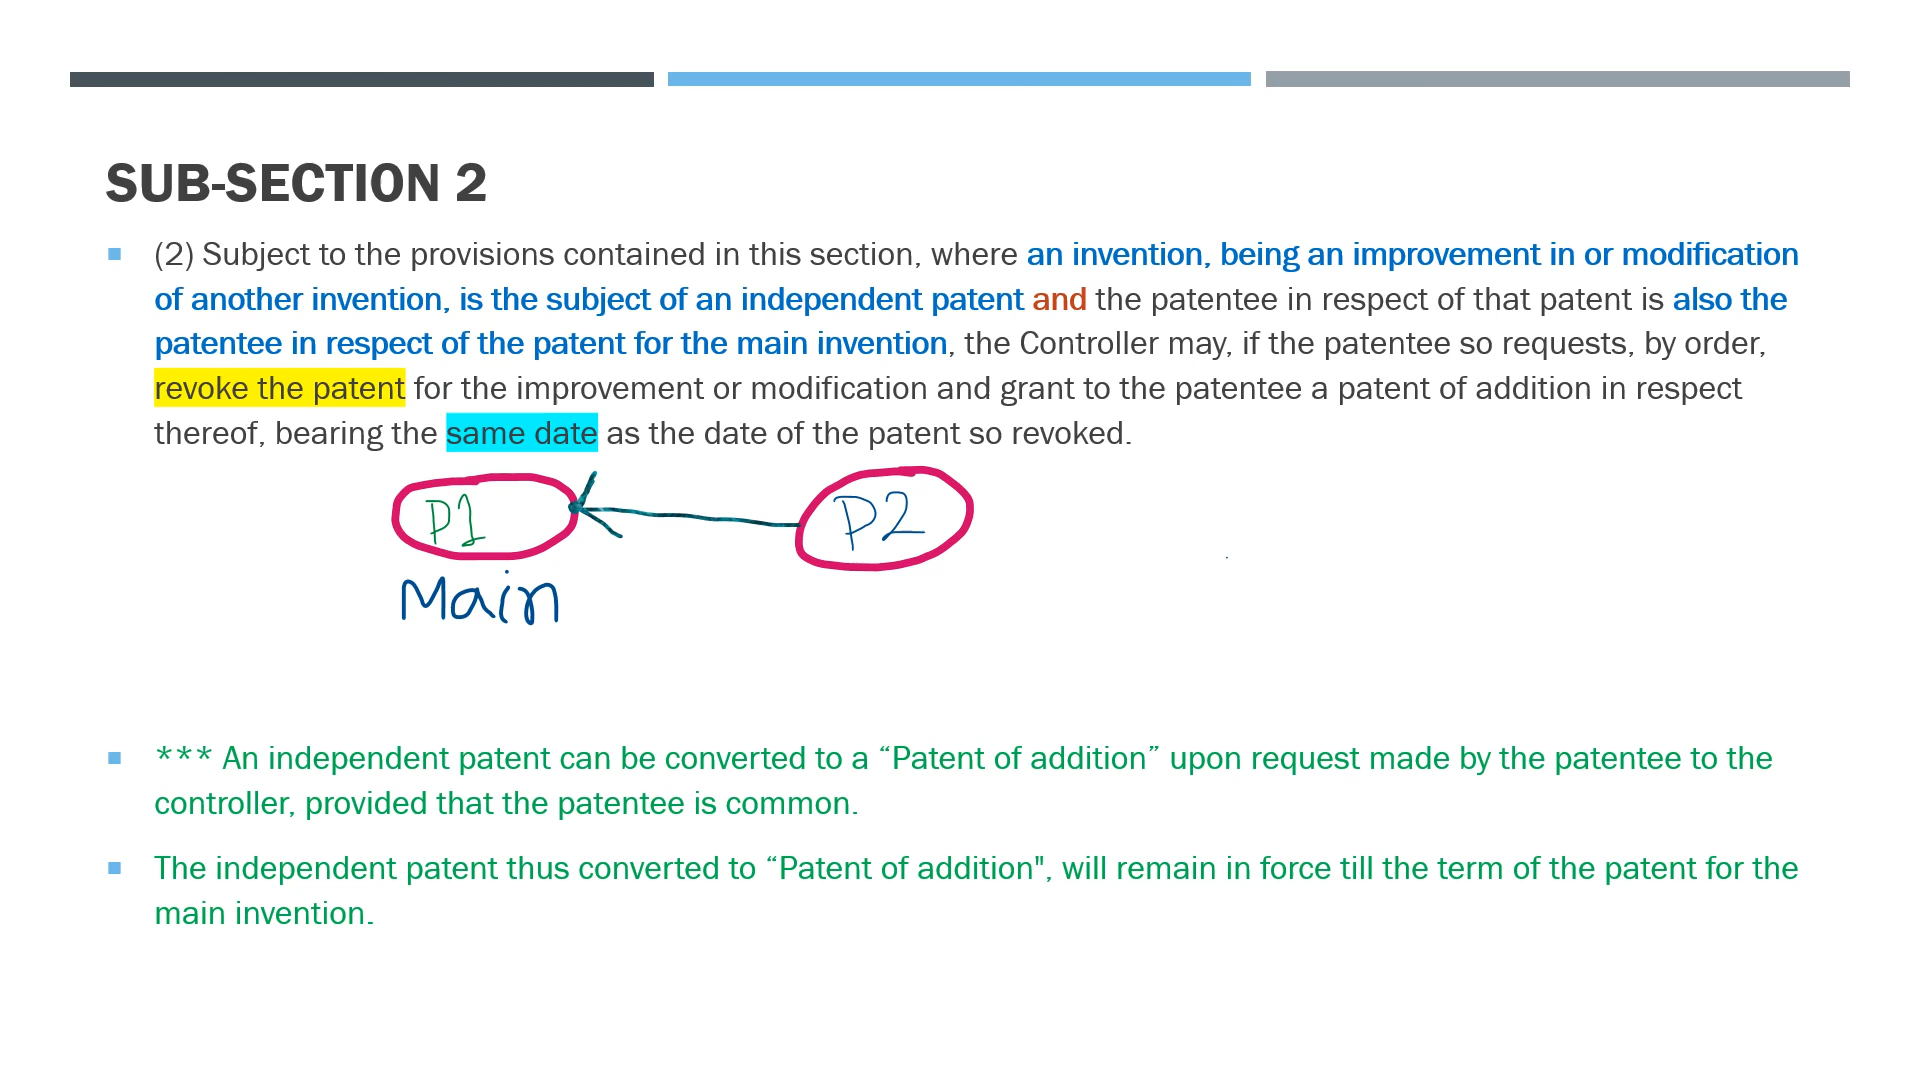 SUB-SECTION 2
(2) Subject to the provisions contained in this section, where an invention, being an improvement in or modification
of another invention, is the subject of an independent patent and the patentee in respect of that patent is also the
patentee in respect of the patent for the main invention, the Controller may, if the patentee so requests, by order,
revoke the patent for the improvement or modification and grant to the patentee a patent of addition in respect
thereof, bearing the same date as the date of the patent so revoked.
P1 P2
Main
*** An independent patent can be converted to a “Patent of addition” upon request made by the patentee to the
controller, provided that the patentee is common.
The independent patent thus converted to “Patent of addition", will remain in force till the term of the patent for the
main invention.